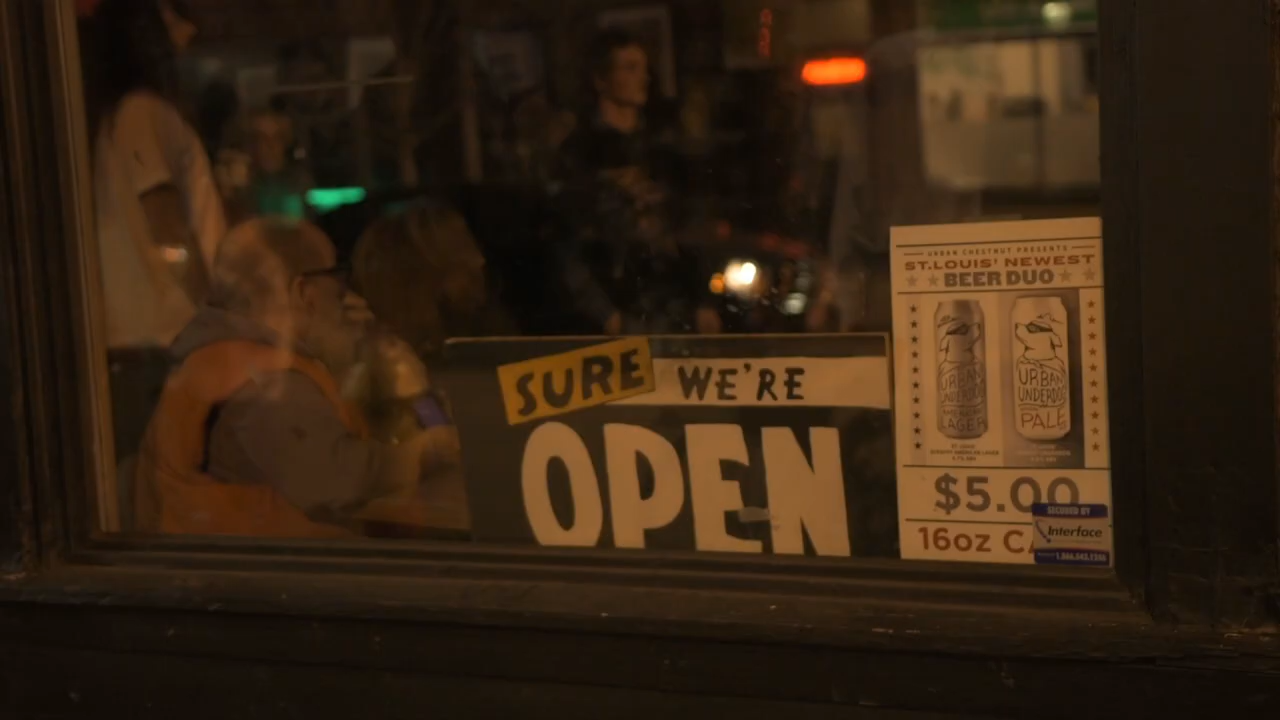 SURE WE'RE
OPEN
URBAN CHESTNUT PRESENTS
ST.LOUIS' NEWEST
BEER DUO
URBAN
UNDERDOG
LAGER
URBAN
UNDERDOG
PALE
$5.00
16oz CA
SECURED BY
Interface